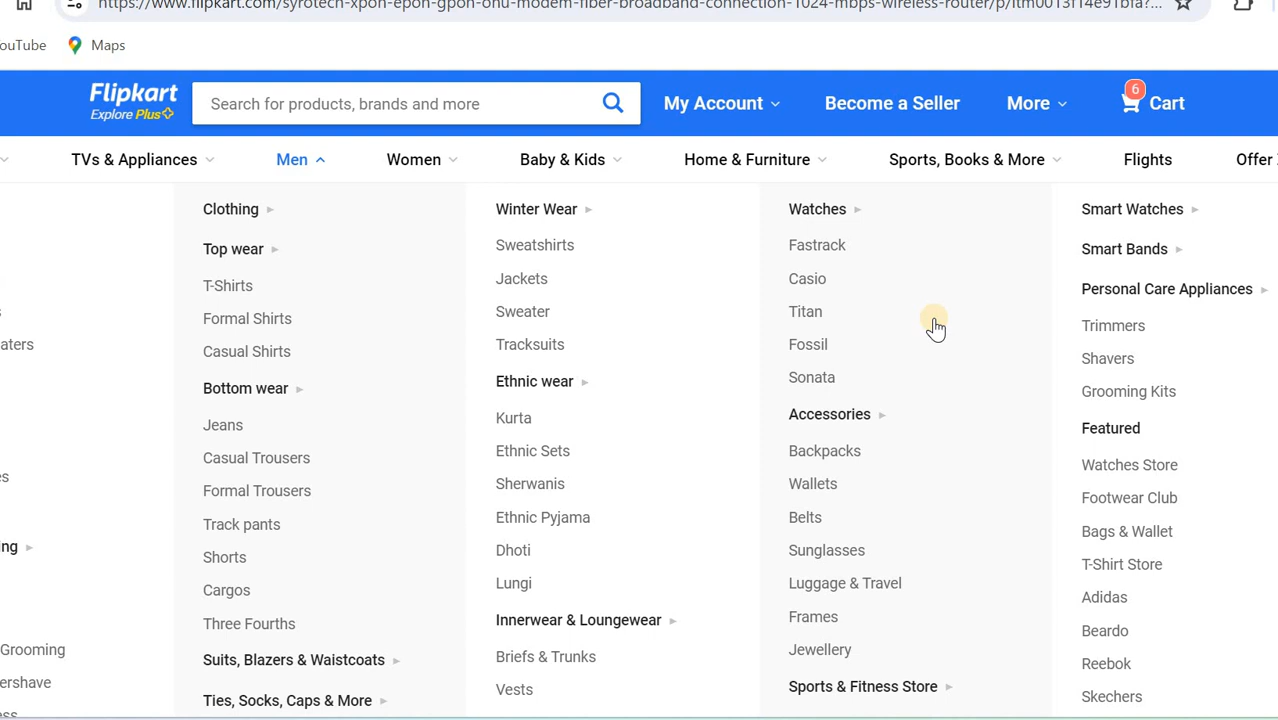 https://www.flipkart.com/syrotech-xpon-epon-gpon-onu-modem-fiber-broadband-connection-1024-mbps-wireless-router/p/itm0013f14e91bfa?...
ouTube
Maps
Flipkart
Explore Plus
Search for products, brands and more
My Account
Become a Seller
More
6
Cart
TVs & Appliances
Men
Women
Baby & Kids
Home & Furniture
Sports, Books & More
Flights
Offer
aters
ing
Grooming
ershave
Clothing
Top wear
T-Shirts
Formal Shirts
Casual Shirts
Bottom wear
Jeans
Casual Trousers
Formal Trousers
Track pants
Shorts
Cargos
Three Fourths
Suits, Blazers & Waistcoats
Ties, Socks, Caps & More
Winter Wear
Sweatshirts
Jackets
Sweater
Tracksuits
Ethnic wear
Kurta
Ethnic Sets
Sherwanis
Ethnic Pyjama
Dhoti
Lungi
Innerwear & Loungewear
Briefs & Trunks
Vests
Watches
Fastrack
Casio
Titan
Fossil
Sonata
Accessories
Backpacks
Wallets
Belts
Sunglasses
Luggage & Travel
Frames
Jewellery
Sports & Fitness Store
Smart Watches
Smart Bands
Personal Care Appliances
Trimmers
Shavers
Grooming Kits
Featured
Watches Store
Footwear Club
Bags & Wallet
T-Shirt Store
Adidas
Beardo
Reebok
Skechers